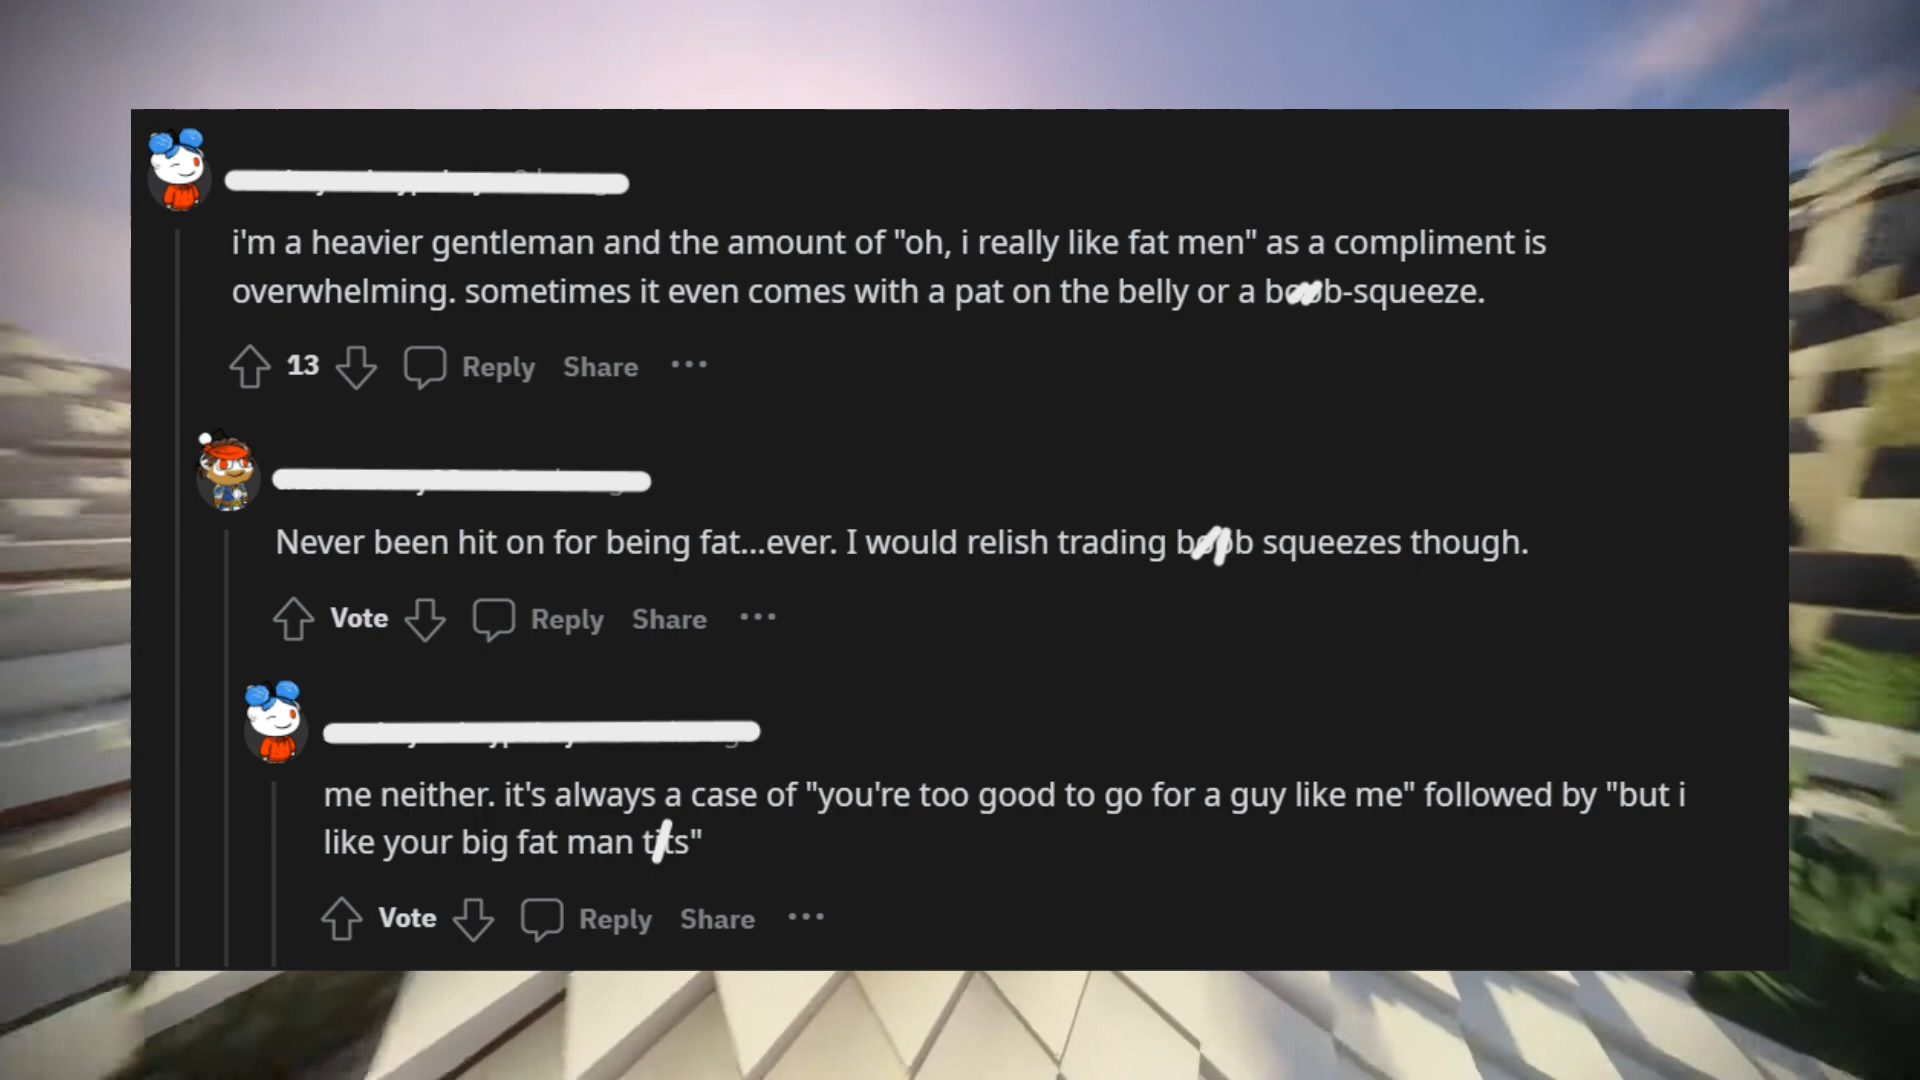 i'm a heavier gentleman and the amount of "oh, i really like fat men" as a compliment is
overwhelming. sometimes it even comes with a pat on the belly or a boob-squeeze.
13 Reply Share ...
Never been hit on for being fat...ever. I would relish trading boob squeezes though.
Vote Reply Share ...
me neither. it's always a case of "you're too good to go for a guy like me" followed by "but i
like your big fat man tits"
Vote Reply Share ...